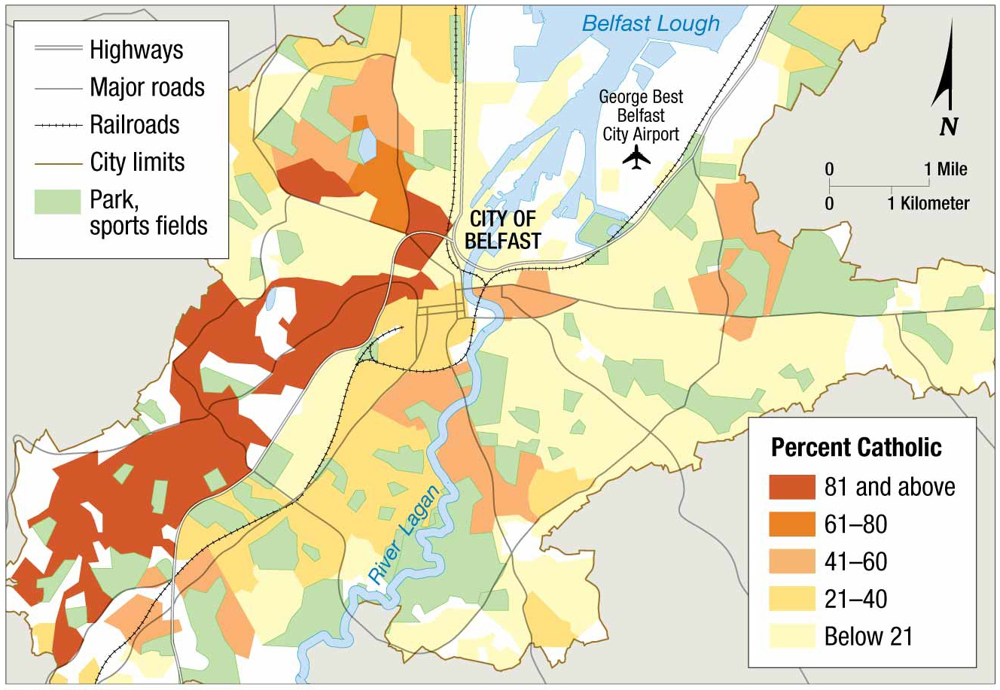 Highways
Major roads
Railroads
City limits
Park,
sports fields
Belfast Lough
George Best
Belfast
City Airport
N
0 1 Mile
0 1 Kilometer
CITY OF
BELFAST
River Lagan
Percent Catholic
81 and above
61–80
41–60
21–40
Below 21